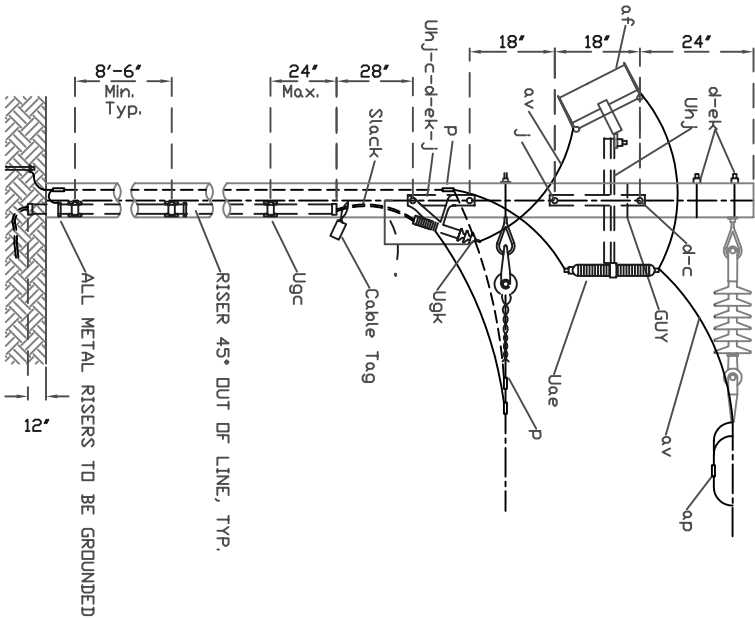 24"
18"
18"
28"
24"
Max.
8'-6"
Min.
Typ.
12"
af
av
j
Uhj
d-ek
d-c
GUY
Uae
av
ap
Uhj-c-d-ek-j
p
Slack
Ugk
p
Cable Tag
Ugc
RISER 45° OUT OF LINE, TYP.
ALL METAL RISERS TO BE GROUNDED